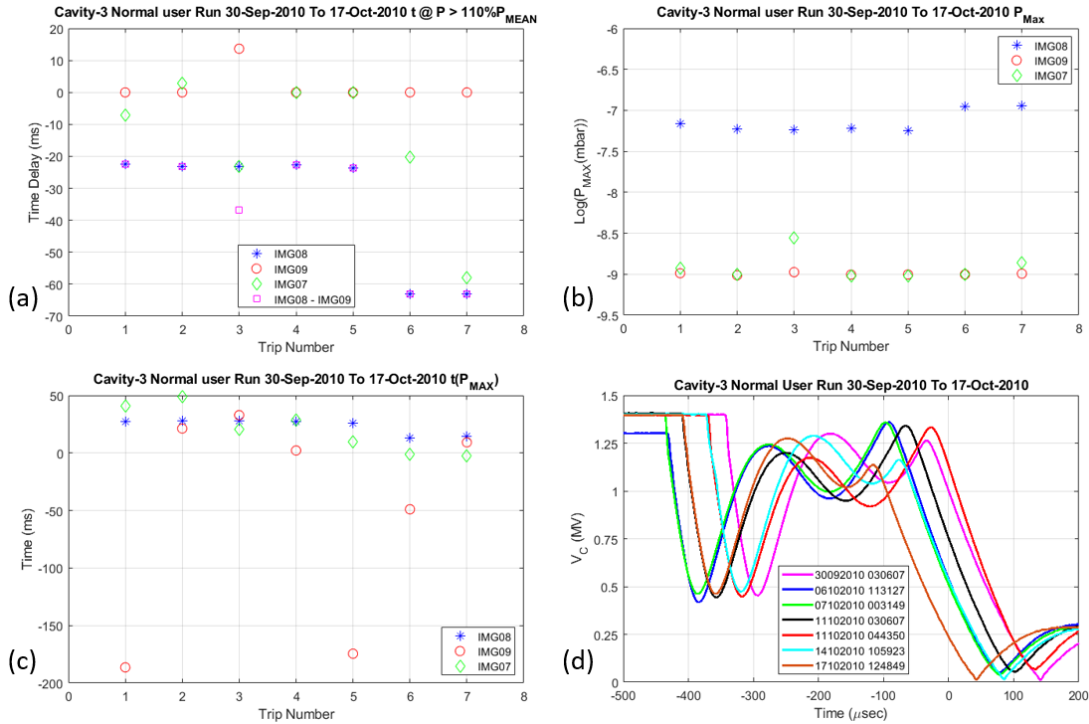 Cavity-3 Normal user Run 30-Sep-2010 To 17-Oct-2010 t @ P > 110%P_MEAN
20
10
0
-10
-20
-30
-40
-50
-60
-70
Time Delay (ms)
IMG08
IMG09
IMG07
IMG08 - IMG09
0 1 2 3 4 5 6 7 8
Trip Number
(a)
Cavity-3 Normal user Run 30-Sep-2010 To 17-Oct-2010 P_Max
-6
-6.5
-7
-7.5
-8
-8.5
-9
-9.5
Log(P_MAX(mbar))
IMG08
IMG09
IMG07
0 1 2 3 4 5 6 7 8
Trip Number
(b)
Cavity-3 Normal user Run 30-Sep-2010 To 17-Oct-2010 t(P_MAX)
50
0
-50
-100
-150
-200
Time (ms)
IMG08
IMG09
IMG07
0 1 2 3 4 5 6 7 8
Trip Number
(c)
Cavity-3 Normal User Run 30-Sep-2010 To 17-Oct-2010
1.5
1.25
1
0.75
0.5
0.25
0
V_C (MV)
30092010 030607
06102010 113127
07102010 003149
11102010 030607
11102010 044350
14102010 105923
17102010 124849
-500 -400 -300 -200 -100 0 100 200
Time (μsec)
(d)